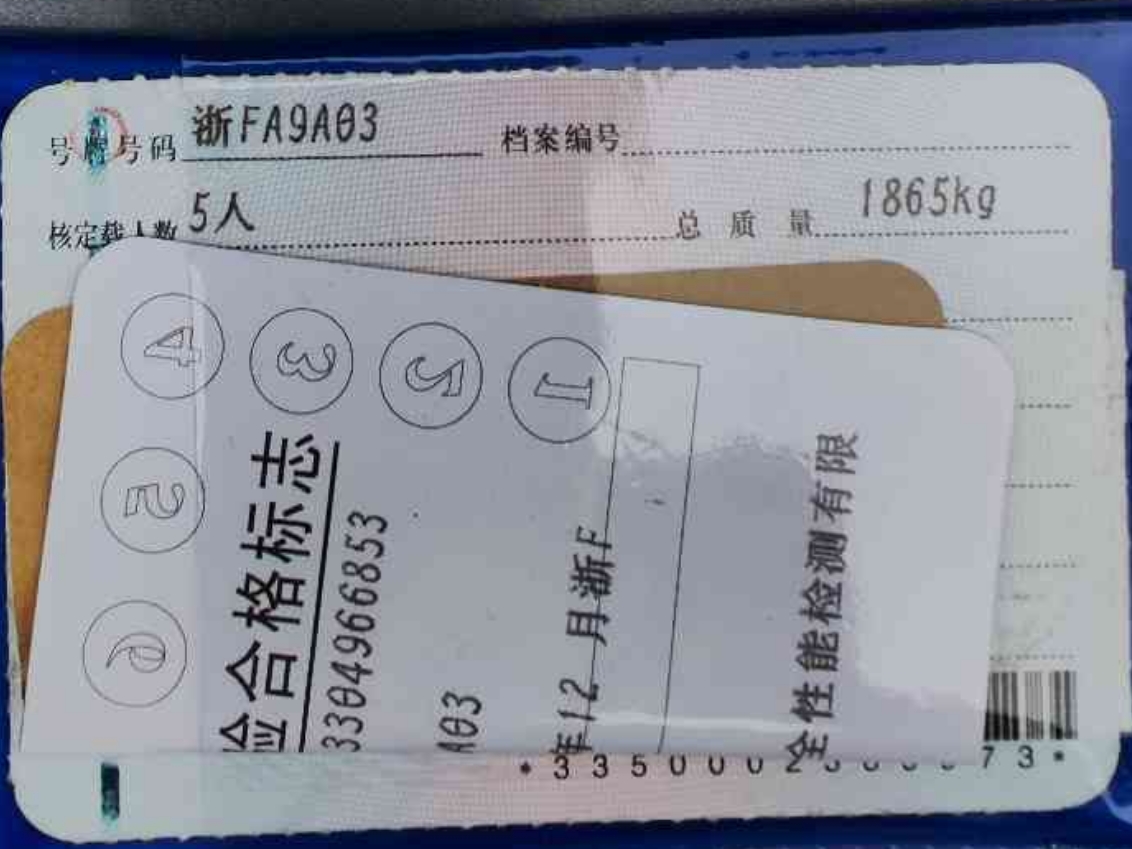 号牌号码 浙FA9A03 档案编号
核定载人数 5人 总质量 1865kg
4 3 5 1
2
验合格标志
3304966853
A03
年12月浙F
全性能检测有限
*335000 73*